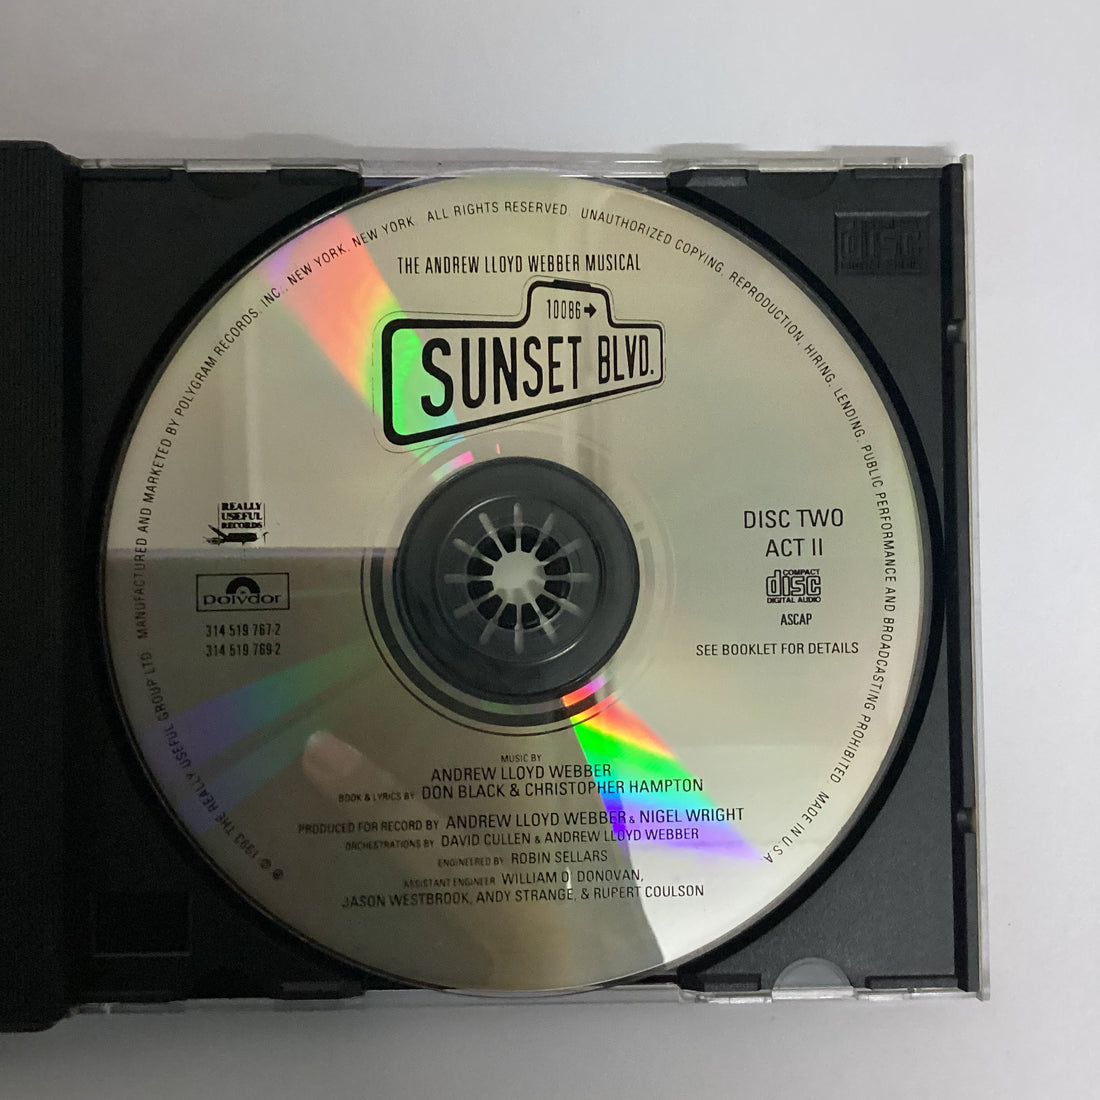 ℗ © 1993 THE REALLY USEFUL GROUP LTD. MANUFACTURED AND MARKETED BY POLYGRAM RECORDS, INC., NEW YORK, NEW YORK. ALL RIGHTS RESERVED. UNAUTHORIZED COPYING, REPRODUCTION, HIRING, LENDING, PUBLIC PERFORMANCE AND BROADCASTING PROHIBITED. MADE IN U.S.A.
THE ANDREW LLOYD WEBBER MUSICAL
10086→
SUNSET BLVD.
REALLY
USEFUL
RECORDS
polydor
314 519 767-2
314 519 769-2
DISC TWO
ACT II
COMPACT
disc
DIGITAL AUDIO
ASCAP
SEE BOOKLET FOR DETAILS
MUSIC BY
ANDREW LLOYD WEBBER
BOOK & LYRICS BY DON BLACK & CHRISTOPHER HAMPTON
PRODUCED FOR RECORD BY ANDREW LLOYD WEBBER & NIGEL WRIGHT
ORCHESTRATIONS BY DAVID CULLEN & ANDREW LLOYD WEBBER
ENGINEERED BY ROBIN SELLARS
ASSISTANT ENGINEER WILLIAM O' DONOVAN,
JASON WESTBROOK, ANDY STRANGE, & RUPERT COULSON
disc